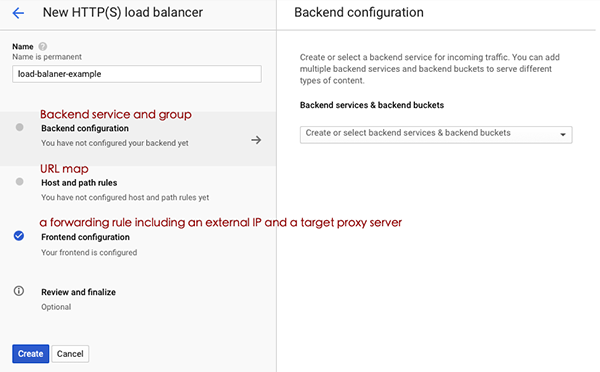 New HTTP(S) load balancer
Name
Name is permanent
load-balaner-example
Backend service and group
Backend configuration
You have not configured your backend yet
URL map
Host and path rules
You have not configured host and path rules yet
a forwarding rule including an external IP and a target proxy server
Frontend configuration
Your frontend is configured
Review and finalize
Optional
Create
Cancel
Backend configuration
Create or select a backend service for incoming traffic. You can add
multiple backend services and backend buckets to serve different
types of content.
Backend services & backend buckets
Create or select backend services & backend buckets